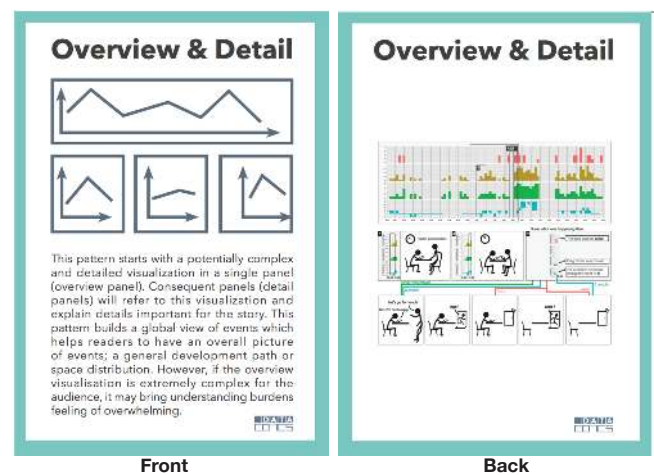 Overview & Detail
This pattern starts with a potentially complex
and detailed visualization in a single panel
(overview panel). Consequent panels (detail
panels) will refer to this visualization and
explain details important for the story. This
pattern builds a global view of events which
helps readers to have an overall picture
of events; a general development path or
space distribution. However, if the overview
visualisation is extremely complex for the
audience, it may bring understanding burdens
feeling of overwhelming.
DATA
COMICS
Front
Overview & Detail
DATA
COMICS
Back